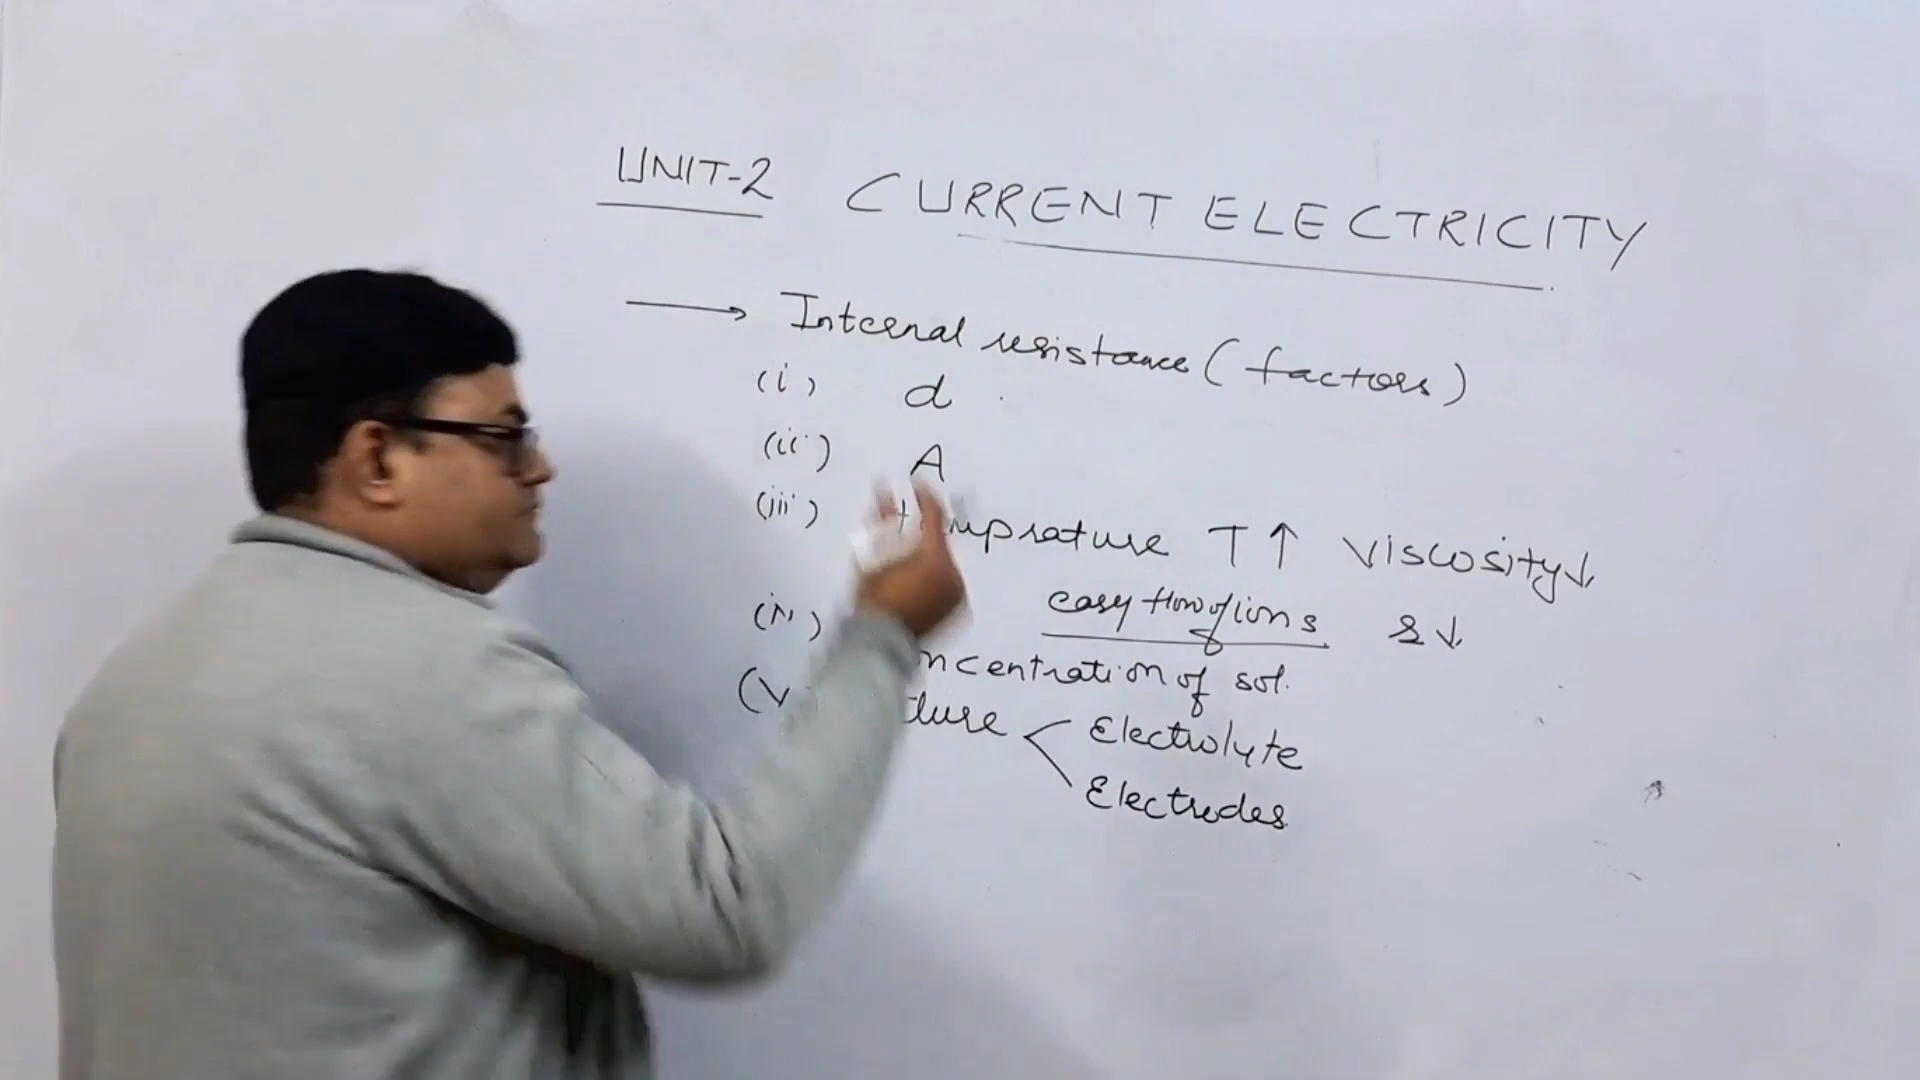 UNIT-2 CURRENT ELECTRICITY
→ Internal resistance (factors)
(i) d
(ii) A
(iii) T ↑ Viscosity ↓
easy flow of ions r ↓
(iv) of sol.
(v
Electrolyte
Electrodes